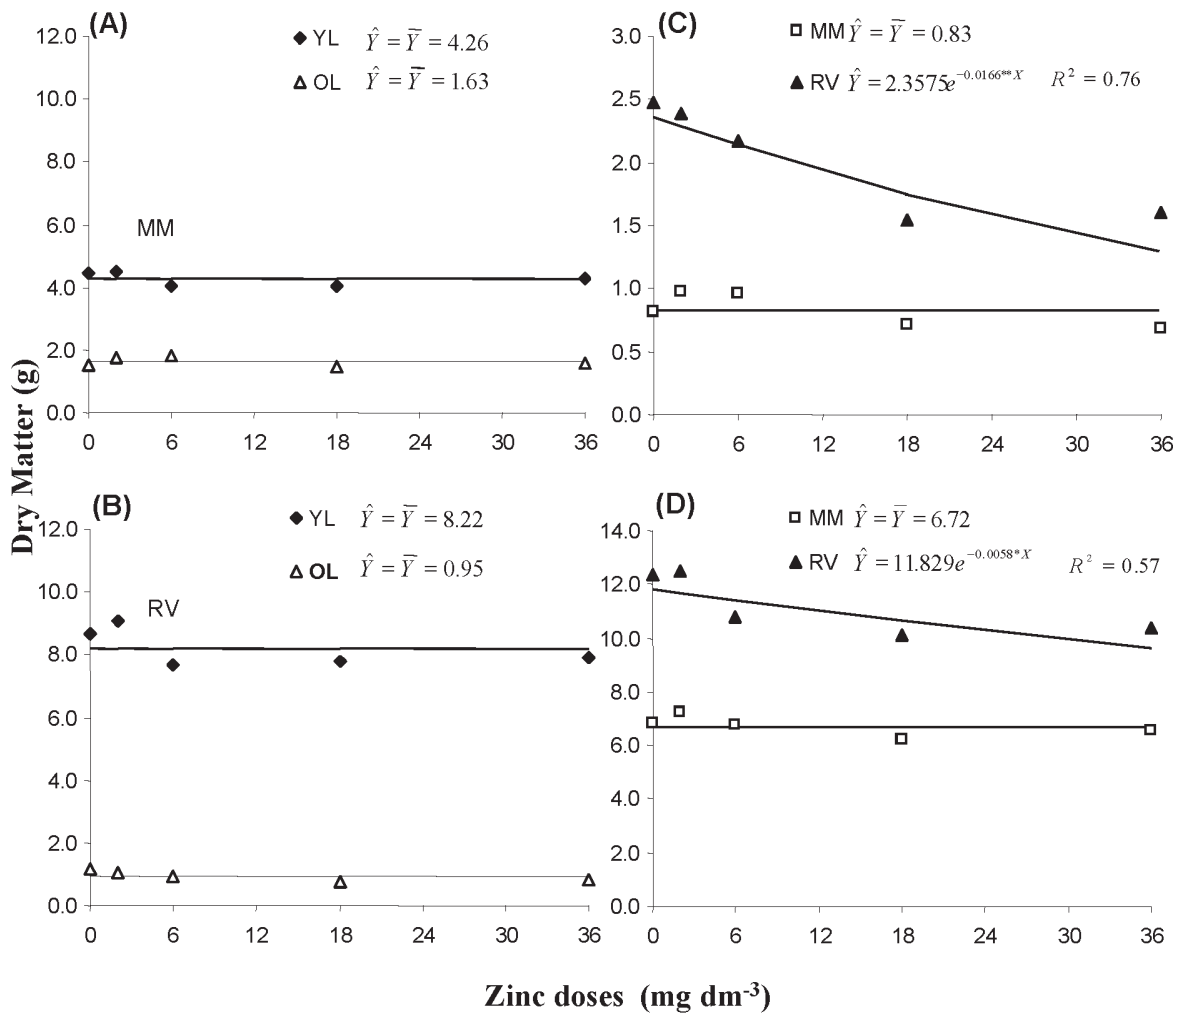 (A)
YL Ŷ = Ȳ = 4.26
OL Ŷ = Ȳ = 1.63
MM
12.0
10.0
8.0
6.0
4.0
2.0
0.0
0 6 12 18 24 30 36
(C)
MM Ŷ = Ȳ = 0.83
RV Ŷ = 2.3575e^{-0.0166**X} R² = 0.76
3.0
2.5
2.0
1.5
1.0
0.5
0.0
0 6 12 18 24 30 36
Dry Matter (g)
(B)
YL Ŷ = Ȳ = 8.22
OL Ŷ = Ȳ = 0.95
RV
12.0
10.0
8.0
6.0
4.0
2.0
0.0
0 6 12 18 24 30 36
(D)
MM Ŷ = Ȳ = 6.72
RV Ŷ = 11.829e^{-0.0058*X} R² = 0.57
14.0
12.0
10.0
8.0
6.0
4.0
2.0
0.0
0 6 12 18 24 30 36
Zinc doses (mg dm⁻³)